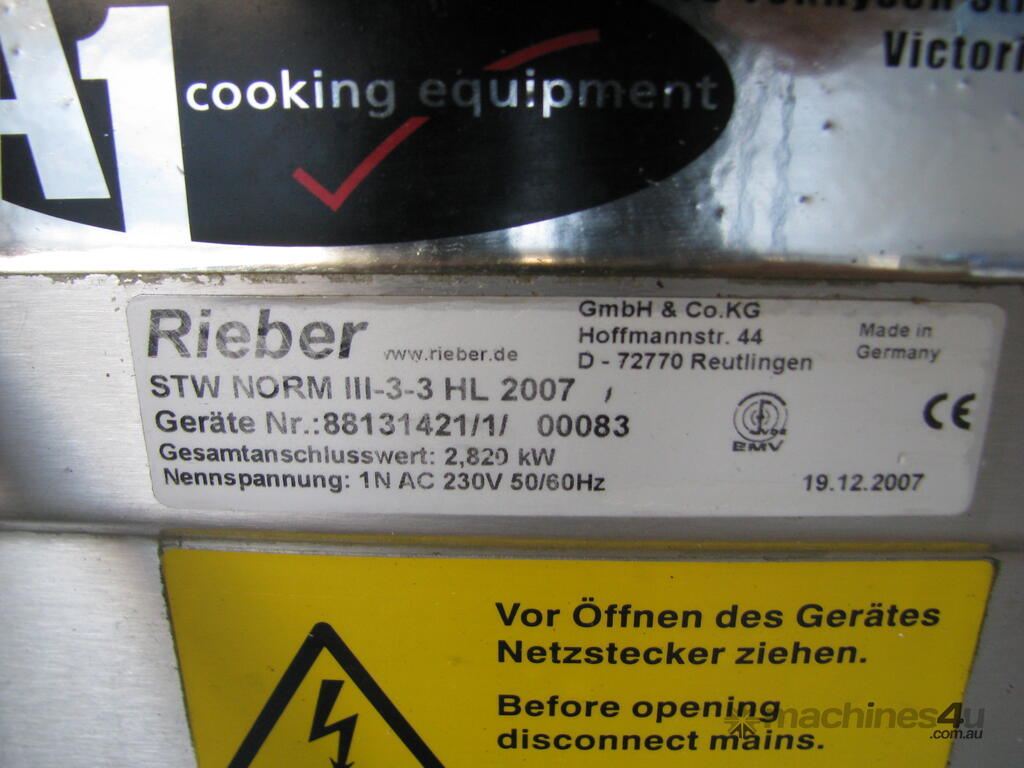 A1
cooking equipment
Victori
Rieber
www.rieber.de
GmbH & Co.KG
Hoffmannstr. 44
D - 72770 Reutlingen
Made in
Germany
STW NORM III-3-3 HL 2007
Geräte Nr.:88131421/1/ 00083
Gesamtanschlusswert: 2,820 kW
Nennspannung: 1N AC 230V 50/60Hz
VDE
EMV
CE
19.12.2007
Vor Öffnen des Gerätes
Netzstecker ziehen.
Before opening
disconnect mains.
machines4u
.com.au